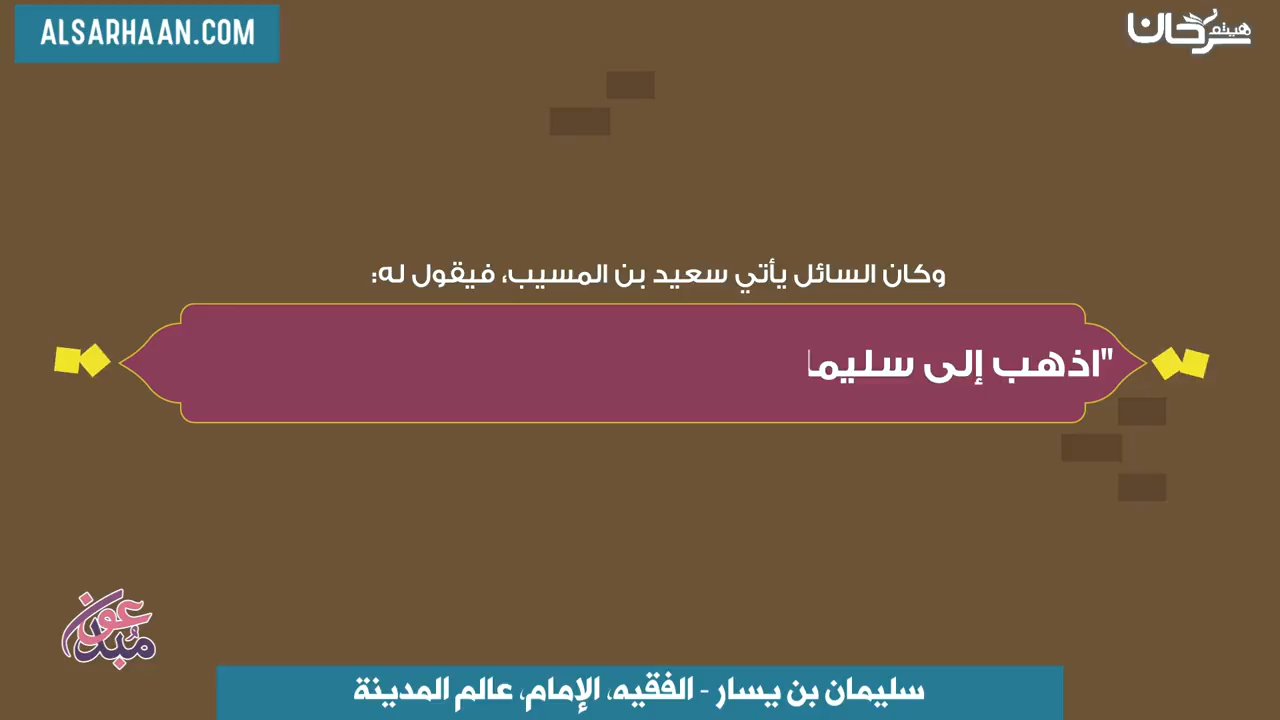 ALSARHAAN.COM
هيثم سرحان
وكان السائل يأتي سعيد بن المسيب، فيقول له:
"اذهب إلى سليما
مبدعون
سليمان بن يسار - الفقيه، الإمام، عالم المدينة